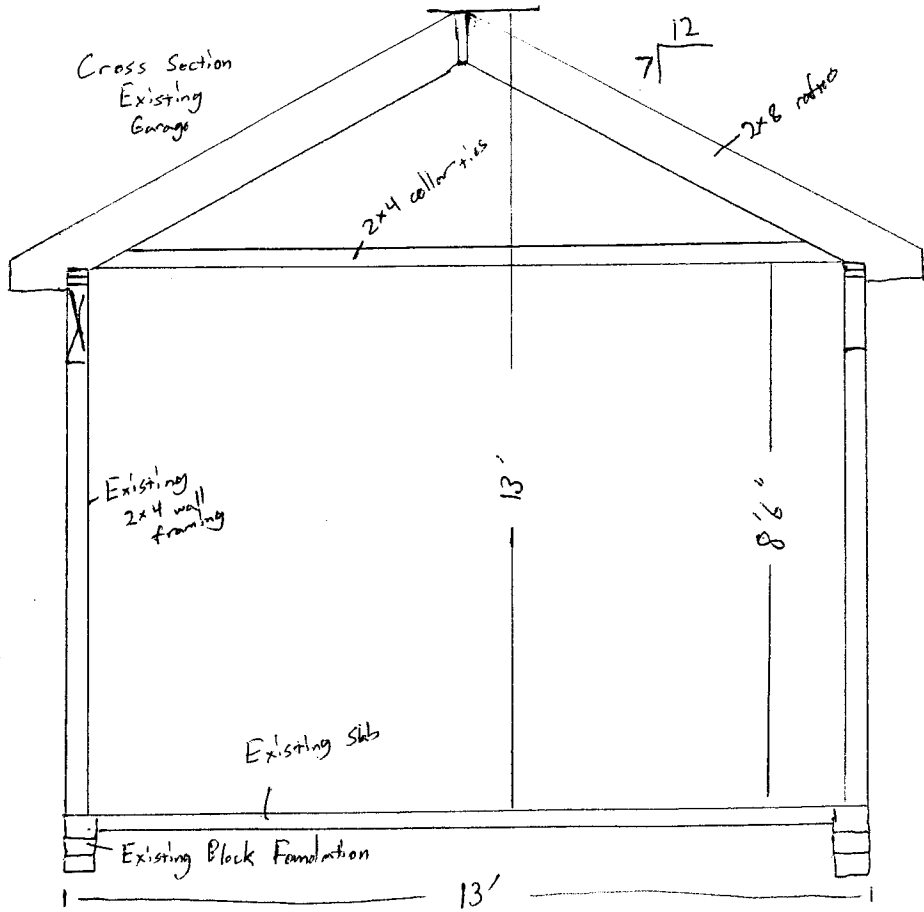 Cross Section
Existing
Garage
12
7
2x8 rafters
2x4 collar ties
Existing
2x4 wall
framing
13'
8'6"
Existing Slab
Existing Block Foundation
13'